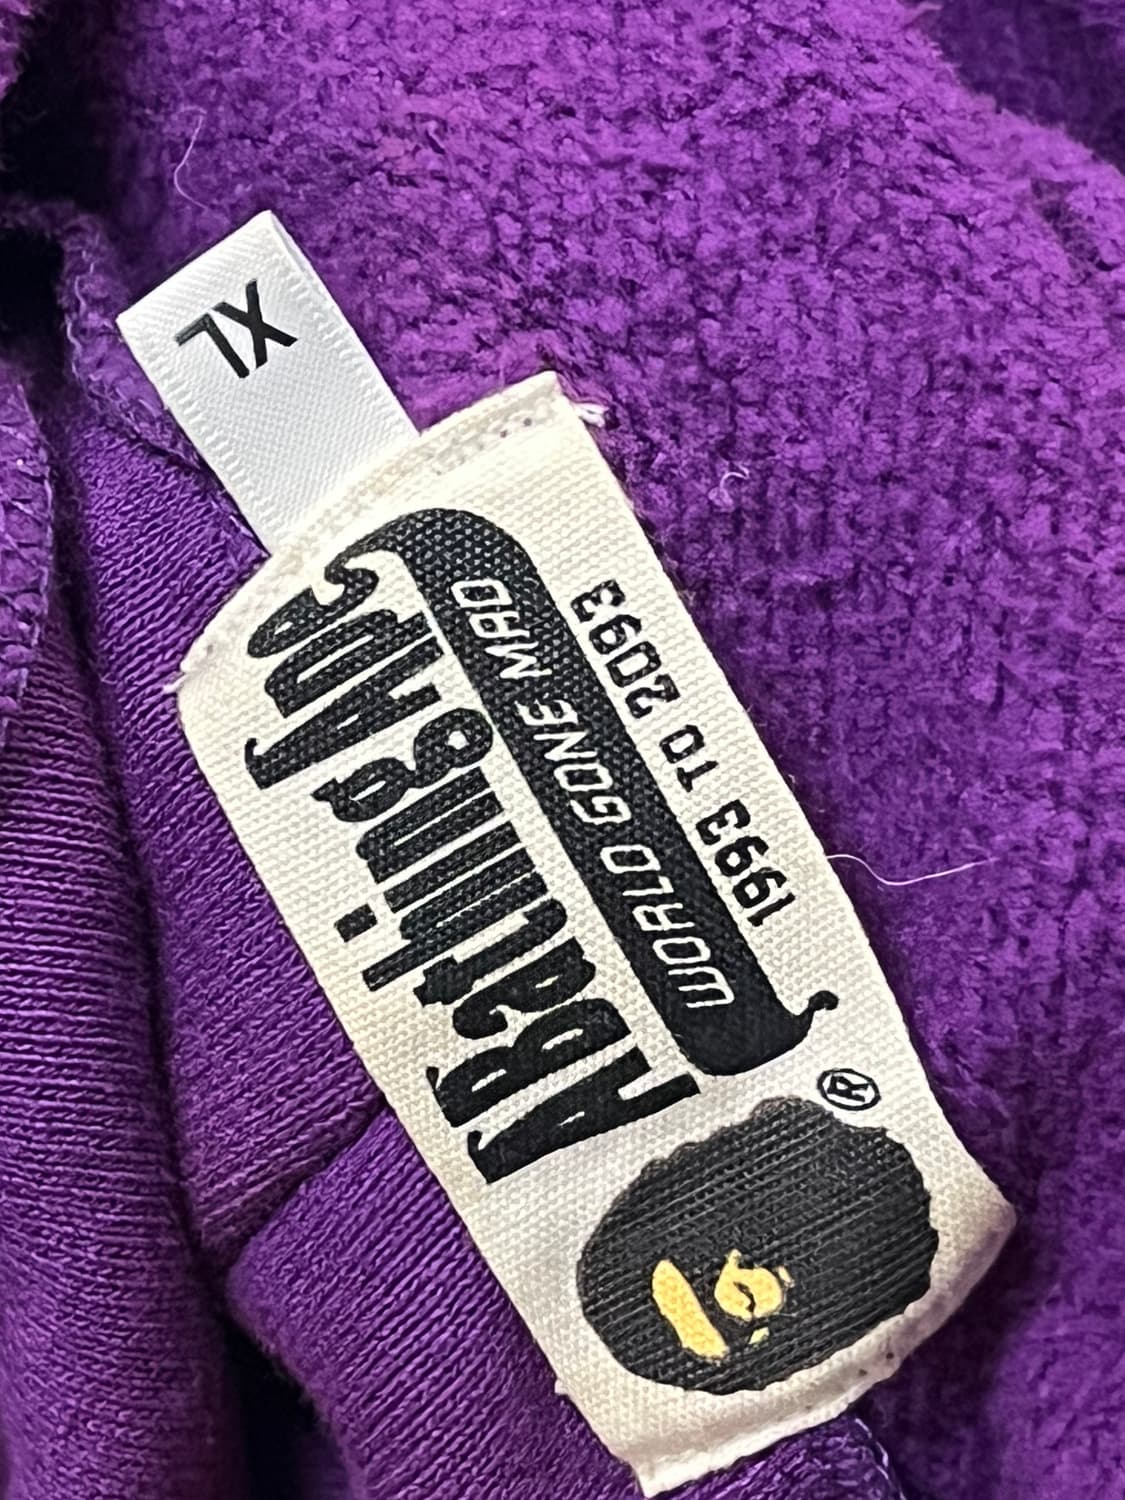 XL
A Bathing Ape
WORLD GONE MAD
1993 TO 2093
®